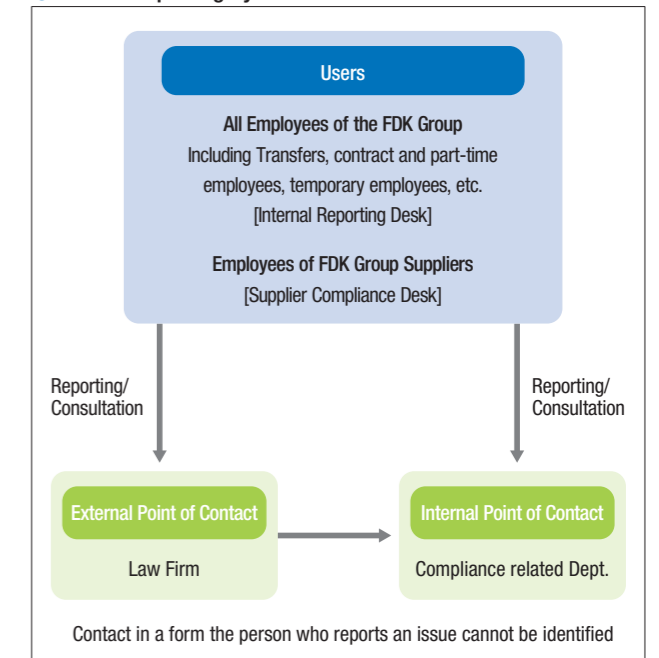 Users
All Employees of the FDK Group
Including Transfers, contract and part-time
employees, temporary employees, etc.
[Internal Reporting Desk]
Employees of FDK Group Suppliers
[Supplier Compliance Desk]
Reporting/
Consultation
Reporting/
Consultation
External Point of Contact
Law Firm
Internal Point of Contact
Compliance related Dept.
Contact in a form the person who reports an issue cannot be identified